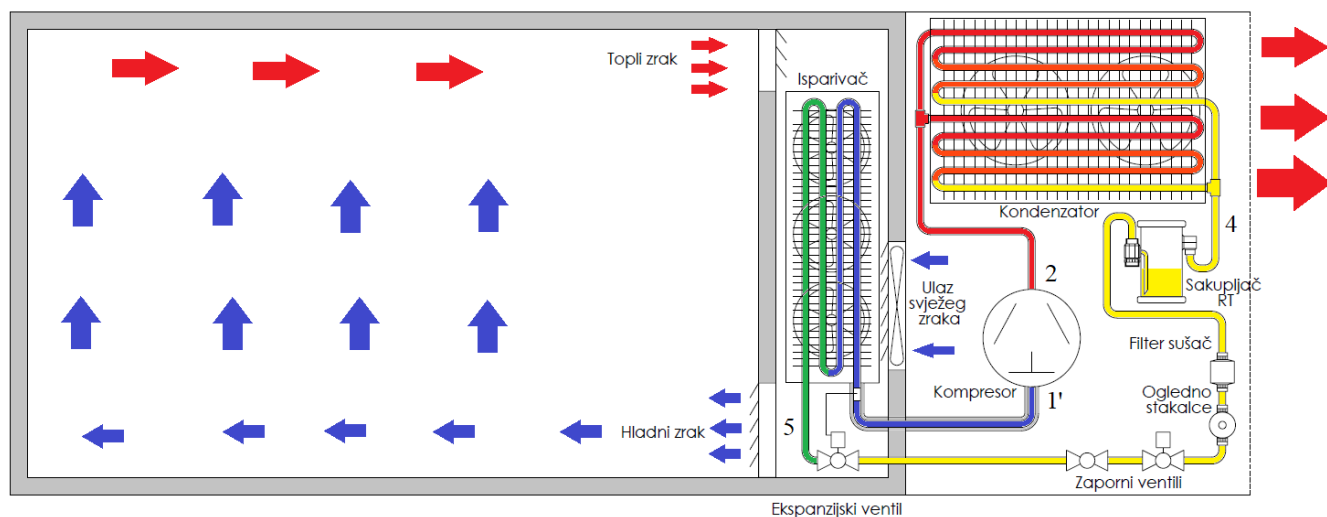 Topli zrak
Isparivač
Kondenzator
4
2
Sakupljač
RT
Ulaz
svježeg
zraka
Filter sušač
Kompresor
1'
Ogledno
stakalce
Hladni zrak
5
Zaporni ventili
Ekspanzijski ventil